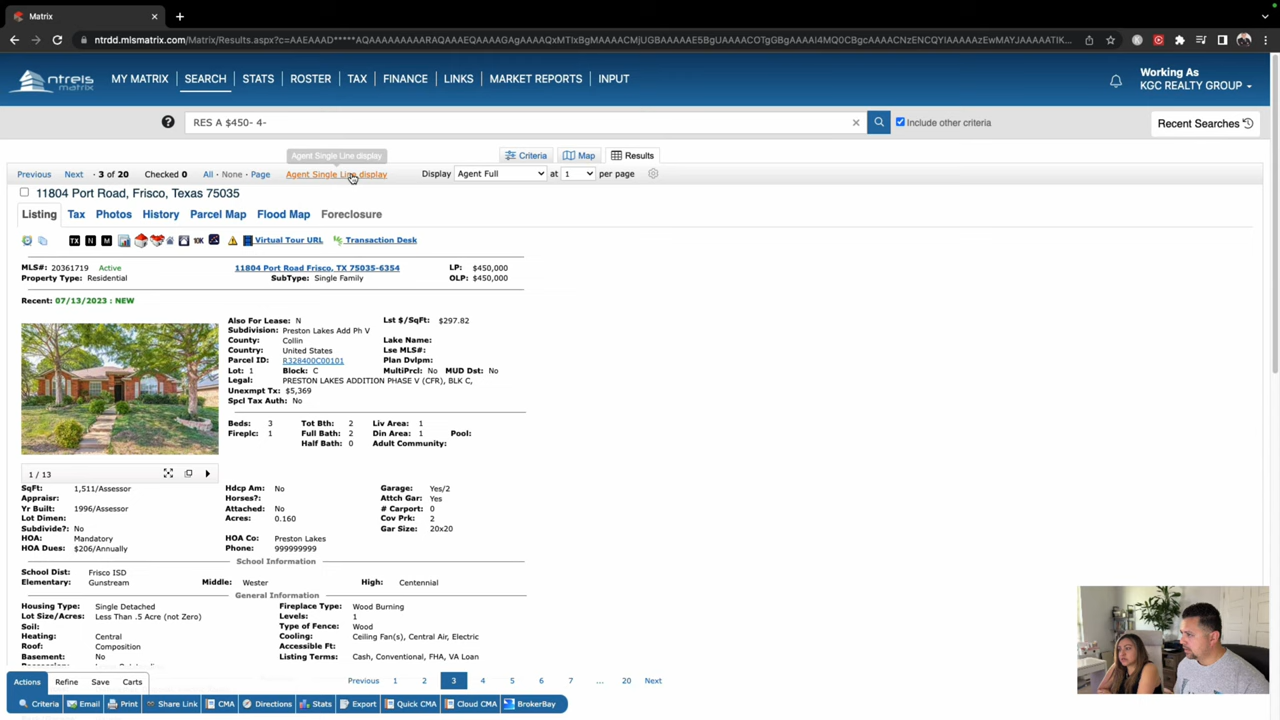 Matrix
ntrdd.mlsmatrix.com/Matrix/Results.aspx?c=AAEAAAD*****AQAAAAAAAAARAQAAAEQAAAAGAgAAAAQxMTIxBgMAAAACMjUGBAAAAAE5BgUAAAACOTgGBgAAAAI4MQ0CBgcAAAACNzENCQYIAAAAAzEwMAYJAAAAATIK...
ntreis
matrix
MY MATRIX SEARCH STATS ROSTER TAX FINANCE LINKS MARKET REPORTS INPUT
Working As
KGC REALTY GROUP
RES A $450- 4-
Include other criteria
Recent Searches
Agent Single Line display
Criteria Map Results
Previous Next · 3 of 20 Checked 0 All · None · Page Agent Single Line display Display Agent Full at 1 per page
11804 Port Road, Frisco, Texas 75035
Listing Tax Photos History Parcel Map Flood Map Foreclosure
TX N M 10K Virtual Tour URL Transaction Desk
MLS#: 20361719 Active 11804 Port Road Frisco, TX 75035-6354 LP: $450,000
Property Type: Residential SubType: Single Family OLP: $450,000
Recent: 07/13/2023 : NEW
Also For Lease: N Lst $/SqFt: $297.82
Subdivision: Preston Lakes Add Ph V
County: Collin Lake Name:
Country: United States Lse MLS#:
Parcel ID: R328400C00101 Plan Dvlpm:
Lot: 1 Block: C MultiPrcl: No MUD Dst: No
Legal: PRESTON LAKES ADDITION PHASE V (CFR), BLK C,
Unexmpt Tx: $5,369
Spcl Tax Auth: No
Beds: 3 Tot Bth: 2 Liv Area: 1
Fireplc: 1 Full Bath: 2 Din Area: 1 Pool:
Half Bath: 0 Adult Community:
1 / 13
SqFt: 1,511/Assessor Hdcp Am: No Garage: Yes/2
Appraisr: Horses?: Attch Gar: Yes
Yr Built: 1996/Assessor Attached: No # Carport: 0
Lot Dimen: Acres: 0.160 Cov Prk: 2
Subdivide?: No Gar Size: 20x20
HOA: Mandatory HOA Co: Preston Lakes
HOA Dues: $206/Annually Phone: 999999999
School Information
School Dist: Frisco ISD
Elementary: Gunstream Middle: Wester High: Centennial
General Information
Housing Type: Single Detached Fireplace Type: Wood Burning
Lot Size/Acres: Less Than .5 Acre (not Zero) Levels: 1
Soil: Type of Fence: Wood
Heating: Central Cooling: Ceiling Fan(s), Central Air, Electric
Roof: Composition Accessible Ft:
Basement: No Listing Terms: Cash, Conventional, FHA, VA Loan
Actions Refine Save Carts
Previous 1 2 3 4 5 6 7 ... 20 Next
Criteria Email Print Share Link CMA Directions Stats Export Quick CMA Cloud CMA BrokerBay